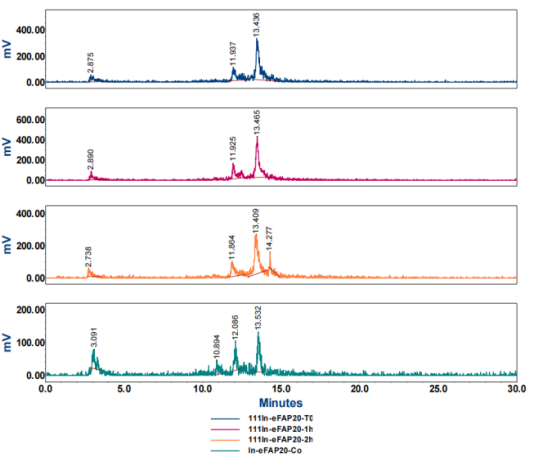 13.436
11.937
2.875
400.00
200.00
0.00
mV
13.465
11.925
2.890
600.00
400.00
200.00
0.00
mV
13.409
14.277
11.864
2.738
400.00
200.00
0.00
mV
13.532
12.086
10.894
3.091
200.00
100.00
0.00
mV
0.0 5.0 10.0 15.0 20.0 25.0 30.0
Minutes
111In-eFAP20-T0
111In-eFAP20-1h
111In-eFAP20-2h
In-eFAP20-Co